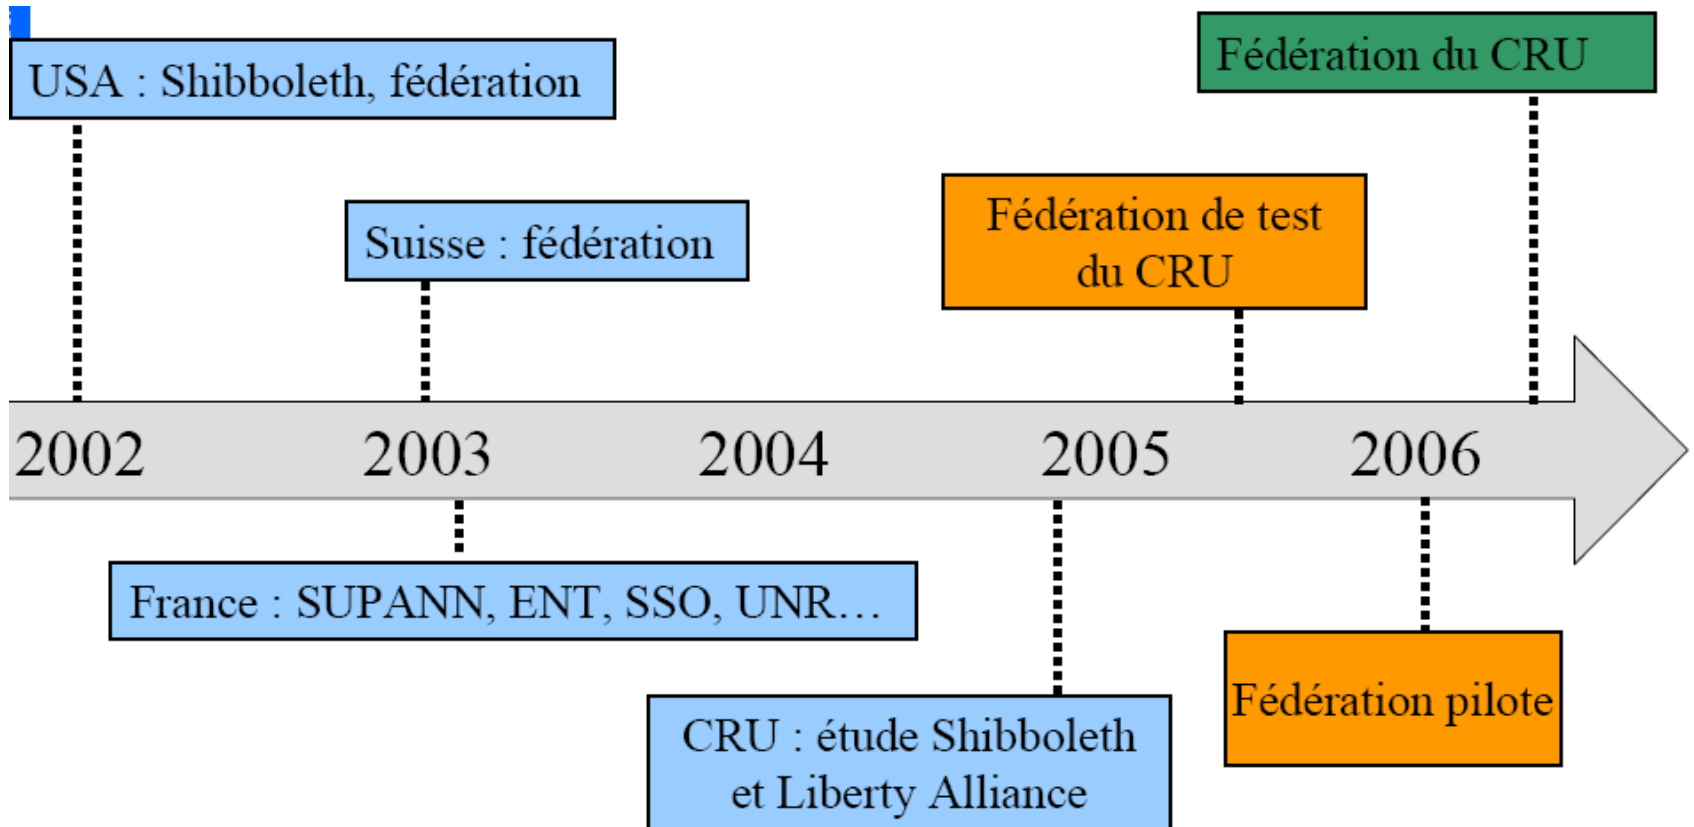 USA : Shibboleth, fédération
Fédération du CRU
Suisse : fédération
Fédération de test
du CRU
2002 2003 2004 2005 2006
France : SUPANN, ENT, SSO, UNR…
Fédération pilote
CRU : étude Shibboleth
et Liberty Alliance